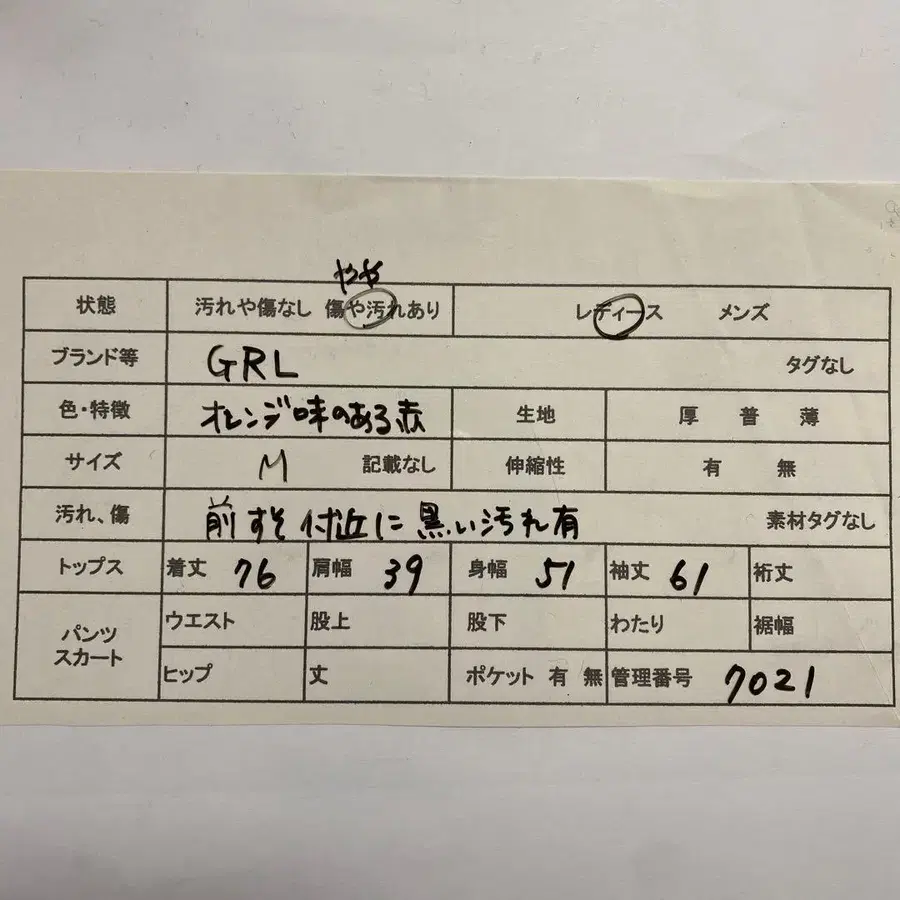 やや
状態 汚れや傷なし 傷や汚れあり レディース メンズ
ブランド等 GRL タグなし
色・特徴 オレンジ味のある赤 生地 厚 普 薄
サイズ M 記載なし 伸縮性 有 無
汚れ、傷 前すそ付近に黒い汚れ有 素材タグなし
トップス 着丈 76 肩幅 39 身幅 51 袖丈 61 裄丈
パンツ スカート ウエスト 股上 股下 わたり 裾幅
ヒップ 丈 ポケット 有 無 管理番号 7021